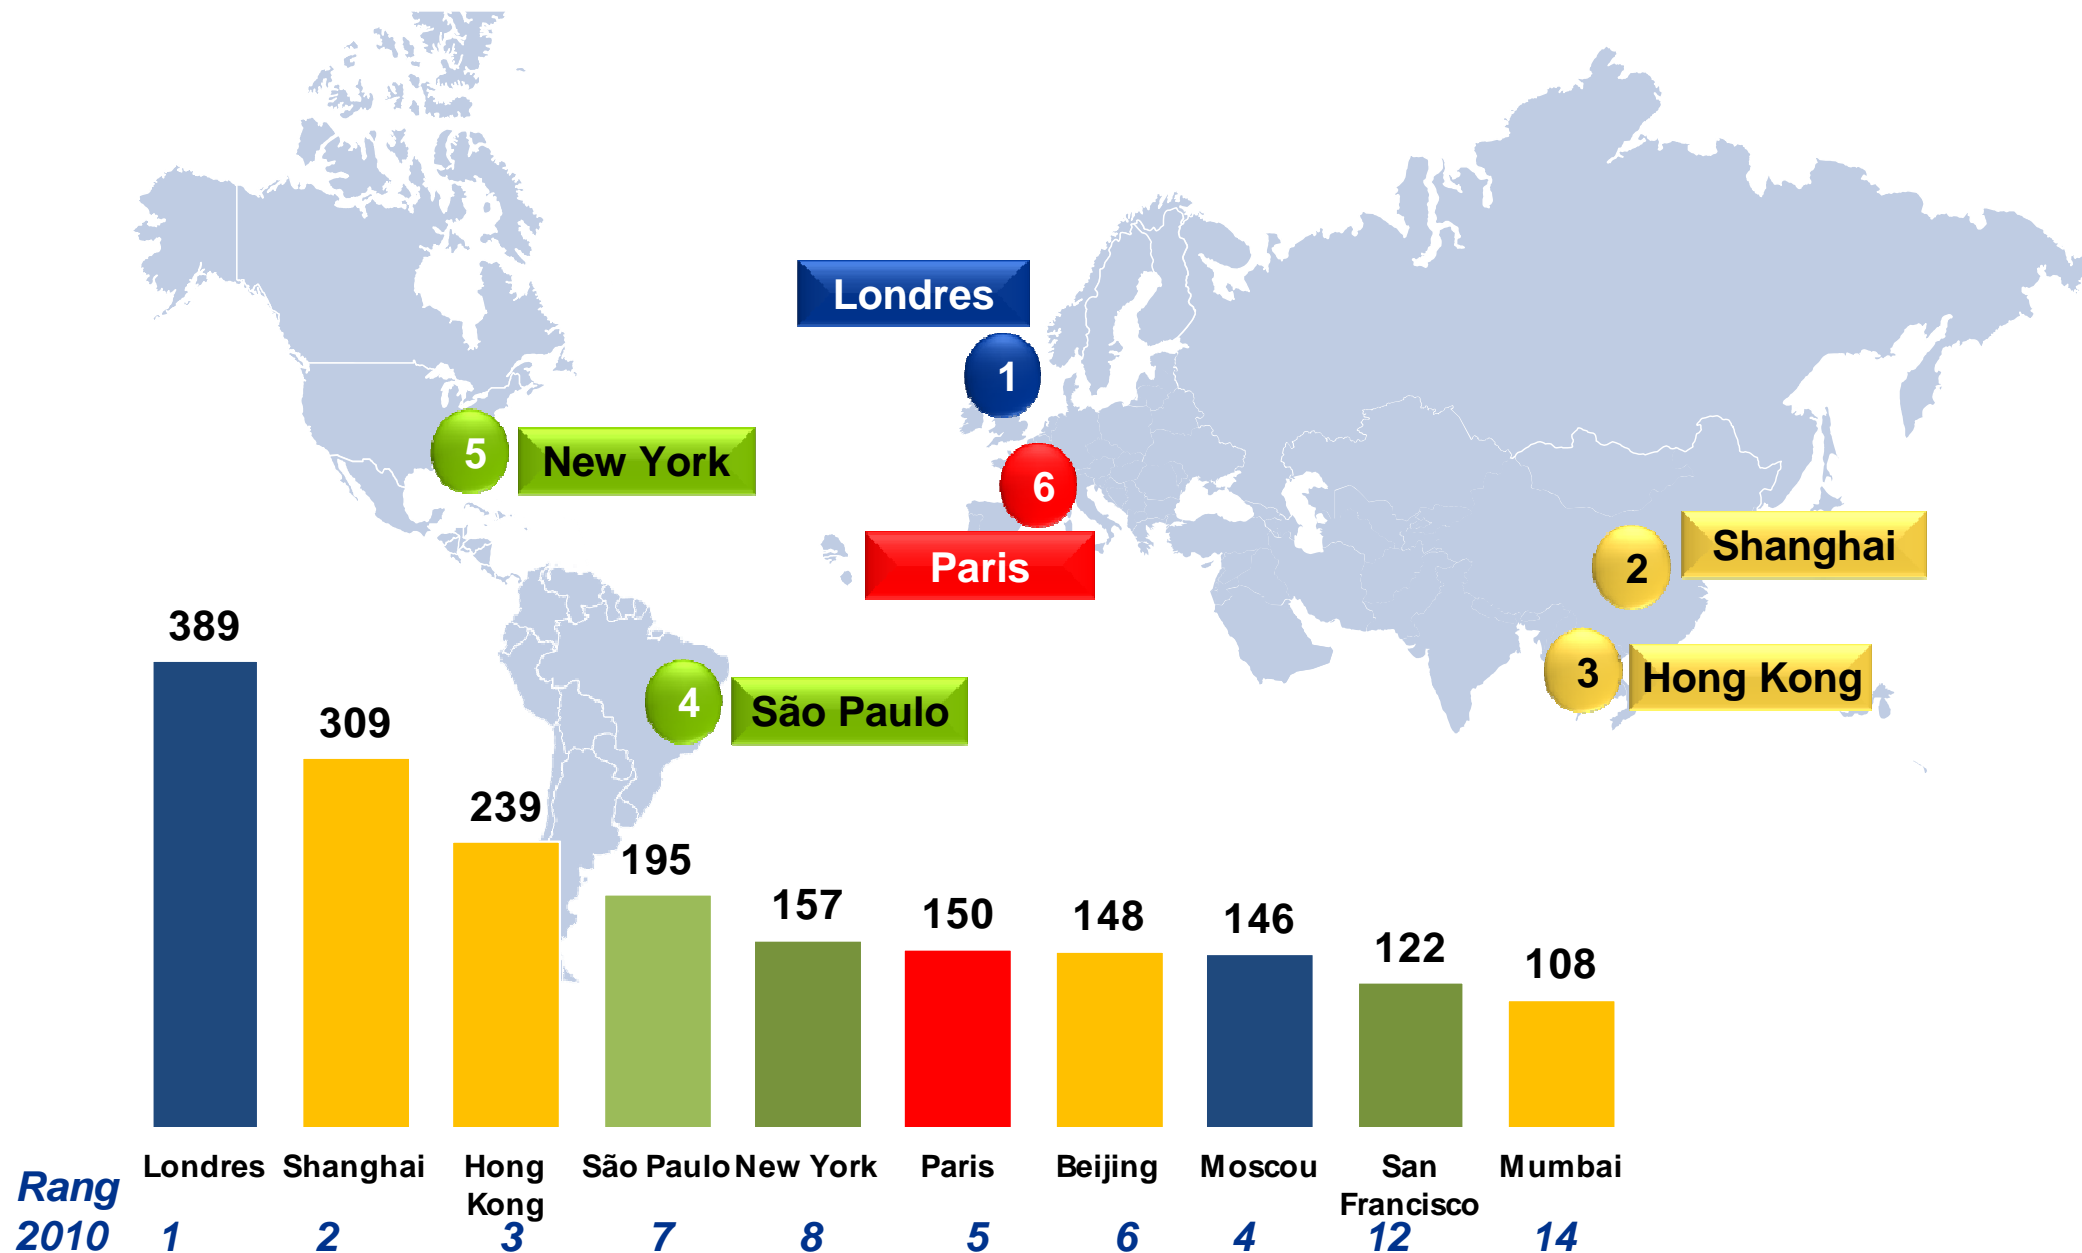 Londres
1
5
New York
6
Paris
Shanghai
2
3
Hong Kong
4
São Paulo
389
309
239
195
157
150
148
146
122
108
Londres Shanghai Hong Kong São Paulo New York Paris Beijing Moscou San Francisco Mumbai
Rang
2010 1 2 3 7 8 5 6 4 12 14